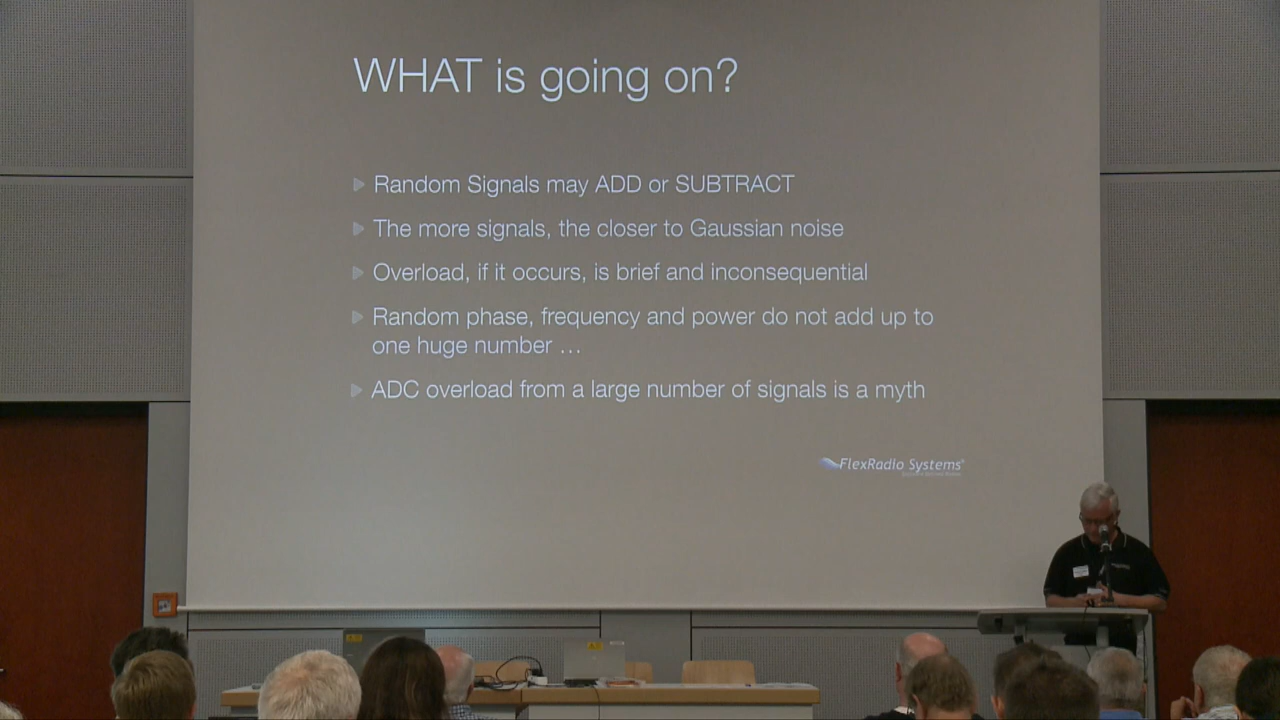 WHAT is going on?
Random Signals may ADD or SUBTRACT
The more signals, the closer to Gaussian noise
Overload, if it occurs, is brief and inconsequential
Random phase, frequency and power do not add up to
one huge number …
ADC overload from a large number of signals is a myth
FlexRadio Systems